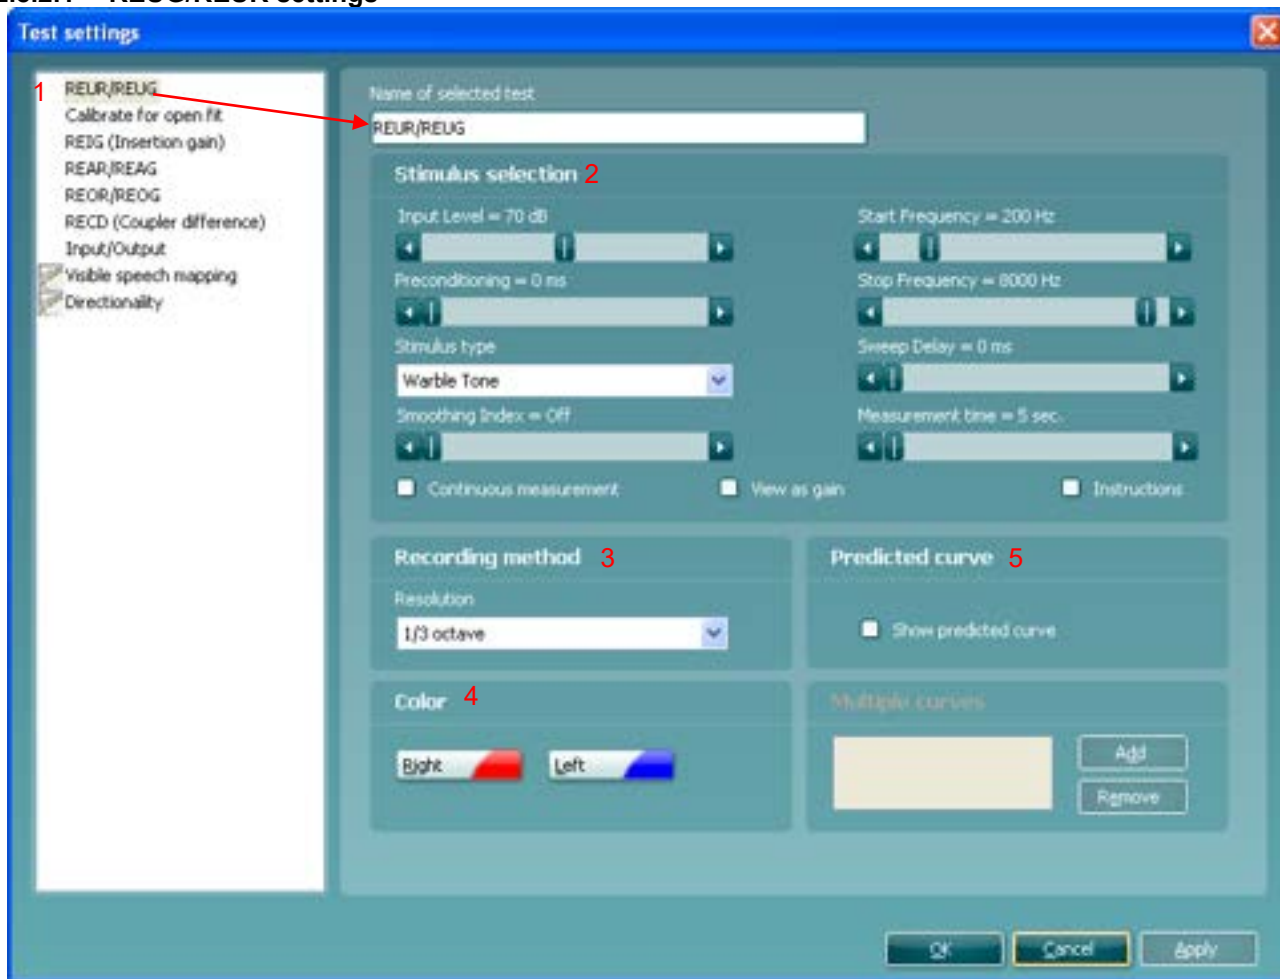 REUG/REUR settings
Test settings
1 REUR/REUG
Calibrate for open fit
REIG (Insertion gain)
REAR/REAG
REOR/REOG
RECD (Coupler difference)
Input/Output
Visible speech mapping
Directionality
Name of selected test
REUR/REUG
Stimulus selection 2
Input Level = 70 dB
Start Frequency = 200 Hz
Preconditioning = 0 ms
Stop Frequency = 8000 Hz
Stimulus type
Sweep Delay = 0 ms
Warble Tone
Smoothing Index = Off
Measurement time = 5 sec.
Continuous measurement
View as gain
Instructions
Recording method 3
Predicted curve 5
Resolution
1/3 octave
Show predicted curve
Color 4
Multiple curves
Right
Left
Add
Remove
OK
Cancel
Apply